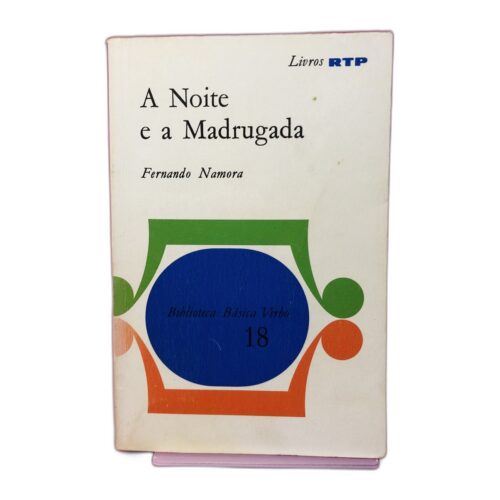 Livros RTP
A Noite
e a Madrugada
Fernando Namora
Biblioteca Básica Verbo
18